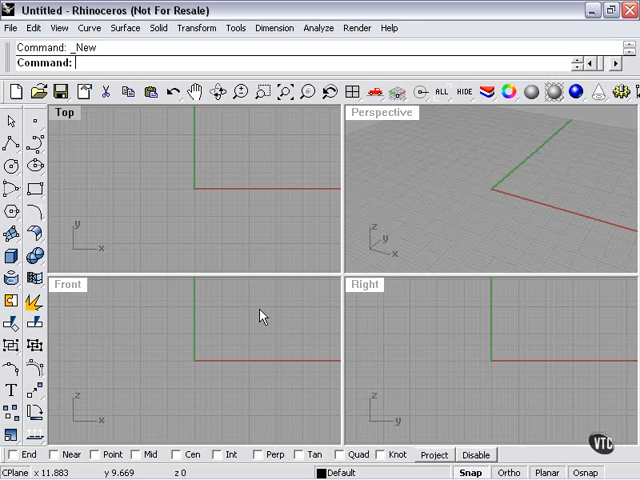 Untitled - Rhinoceros (Not For Resale)
File Edit View Curve Surface Solid Transform Tools Dimension Analyze Render Help
Command: _New
Command:
ALL HIDE
Top
y
x
Perspective
z
y
x
Front
z
x
Right
z
y
T
VTC
End Near Point Mid Cen Int Perp Tan Quad Knot Project Disable
CPlane x 11.883 y 9.669 z 0 Default Snap Ortho Planar Osnap